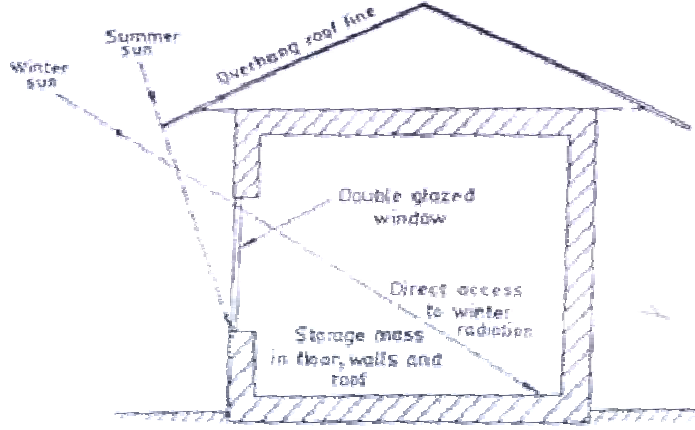 Summer
sun
Winter
sun
Overhang roof line
Double glazed
window
Direct access
to winter
radiation
Storage mass
in floor, walls and
roof